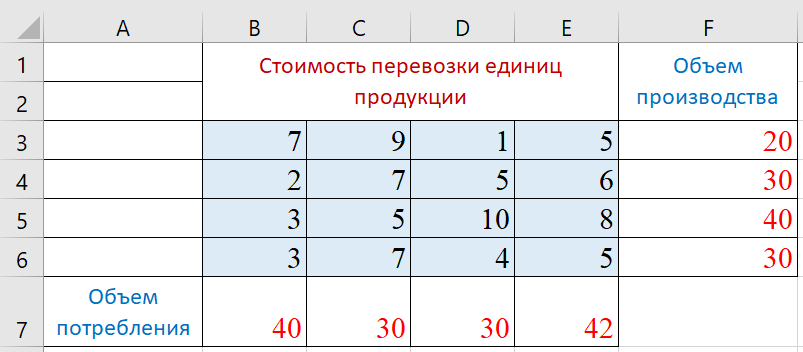 A B C D E F
1 Стоимость перевозки единиц Объем
2 продукции производства
3 7 9 1 5 20
4 2 7 5 6 30
5 3 5 10 8 40
6 3 7 4 5 30
Объем
7 потребления 40 30 30 42